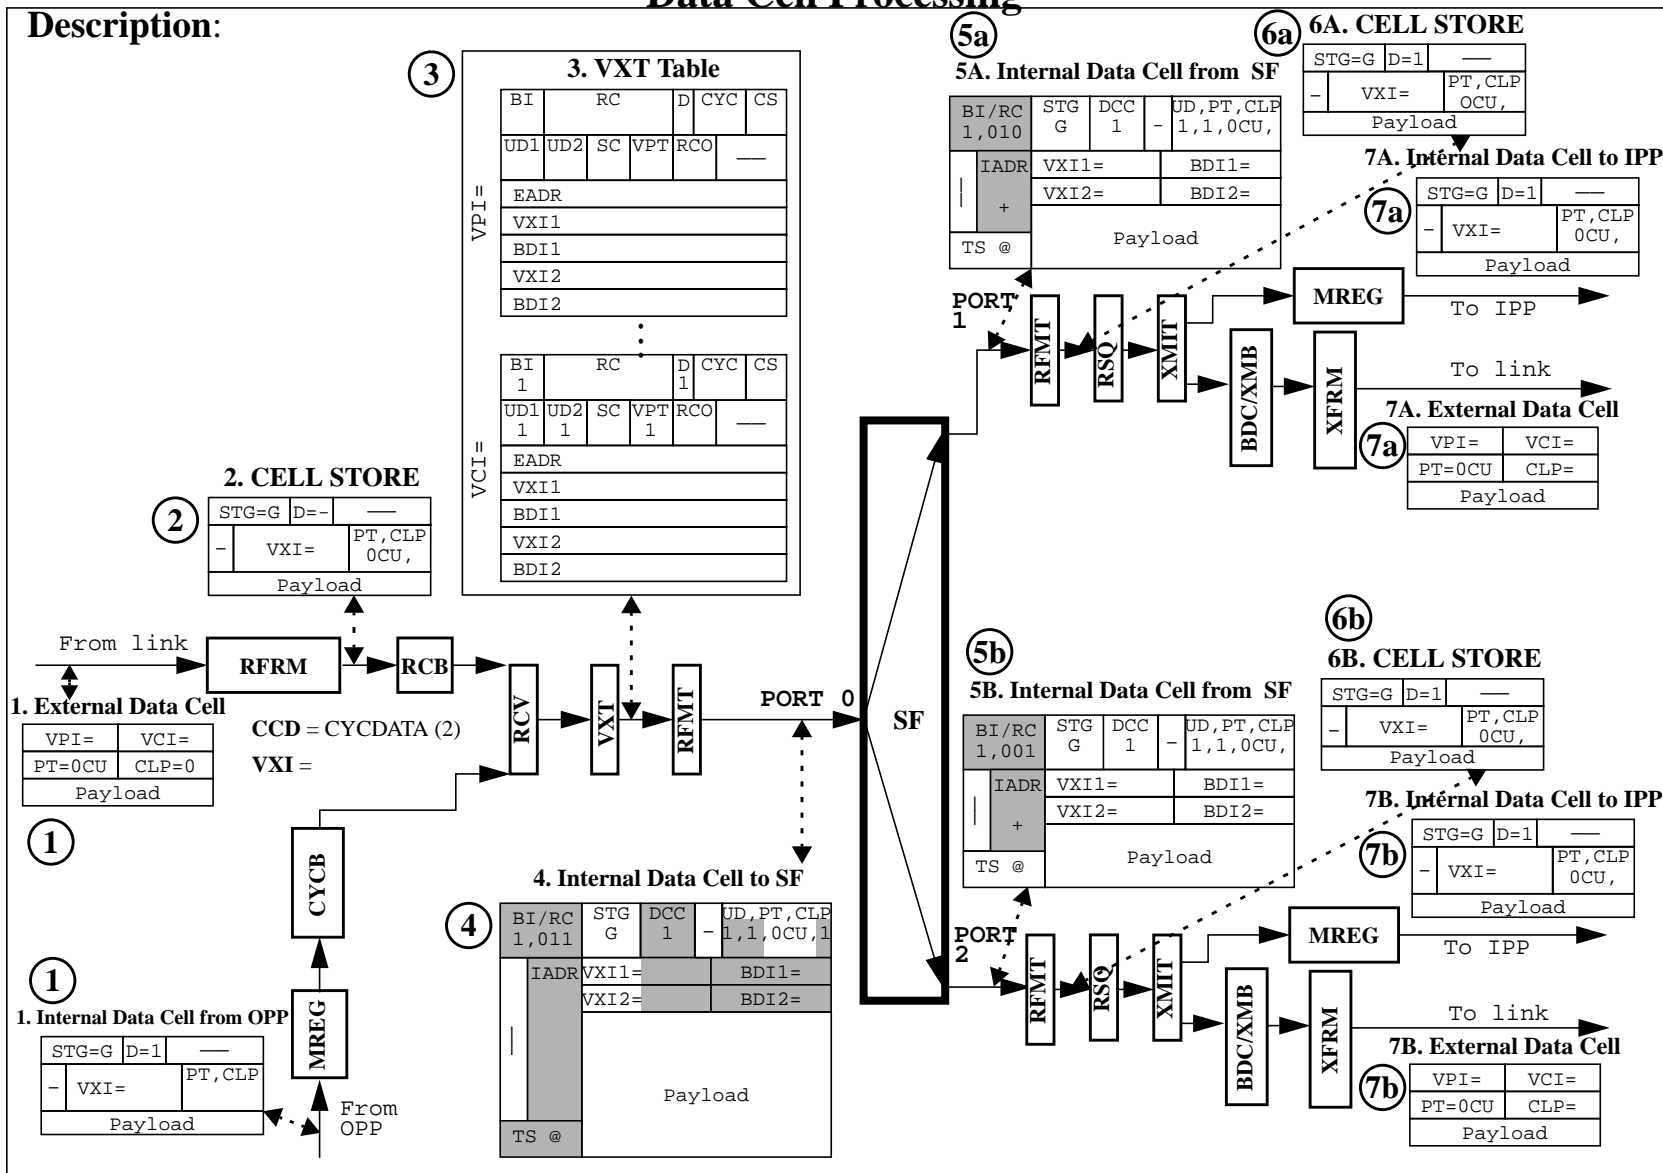 Data Cell Processing
Description:
3
3. VXT Table
BI RC D CYC CS
UD1 UD2 SC VPT RCO —
VPI=
EADR
VXI1
BDI1
VXI2
BDI2
BI RC D CYC CS
1 1
UD1 UD2 SC VPT RCO —
1 1 1
VCI=
EADR
VXI1
BDI1
VXI2
BDI2
2. CELL STORE
2
STG=G D=- —
- VXI= PT,CLP
0CU,
Payload
From link
RFRM
RCB
RCV
VXT
RFMT
PORT 0
SF
1. External Data Cell
VPI= VCI=
PT=0CU CLP=0
Payload
1
CCD = CYCDATA (2)
VXI =
CYCB
MREG
1
1. Internal Data Cell from OPP
STG=G D=1 —
- VXI= PT,CLP
Payload
From
OPP
4. Internal Data Cell to SF
4
BI/RC STG DCC - UD,PT,CLP
1,011 G 1 1,1,0CU,1
IADR VXI1= BDI1=
VXI2= BDI2=
—
Payload
TS @
5a
5A. Internal Data Cell from SF
BI/RC STG DCC - UD,PT,CLP
1,010 G 1 1,1,0CU,
IADR VXI1= BDI1=
— VXI2= BDI2=
+
Payload
TS @
6a
6A. CELL STORE
STG=G D=1 —
- VXI= PT,CLP
0CU,
Payload
7A. Internal Data Cell to IPP
7a
STG=G D=1 —
- VXI= PT,CLP
0CU,
Payload
PORT
1
RFMT
RSQ
XMIT
MREG
To IPP
BDC/XMB
XFRM
To link
7A. External Data Cell
7a
VPI= VCI=
PT=0CU CLP=
Payload
5b
5B. Internal Data Cell from SF
BI/RC STG DCC - UD,PT,CLP
1,001 G 1 1,1,0CU,
IADR VXI1= BDI1=
— VXI2= BDI2=
+
Payload
TS @
6b
6B. CELL STORE
STG=G D=1 —
- VXI= PT,CLP
0CU,
Payload
7B. Internal Data Cell to IPP
7b
STG=G D=1 —
- VXI= PT,CLP
0CU,
Payload
PORT
2
RFMT
RSQ
XMIT
MREG
To IPP
BDC/XMB
XFRM
To link
7B. External Data Cell
7b
VPI= VCI=
PT=0CU CLP=
Payload